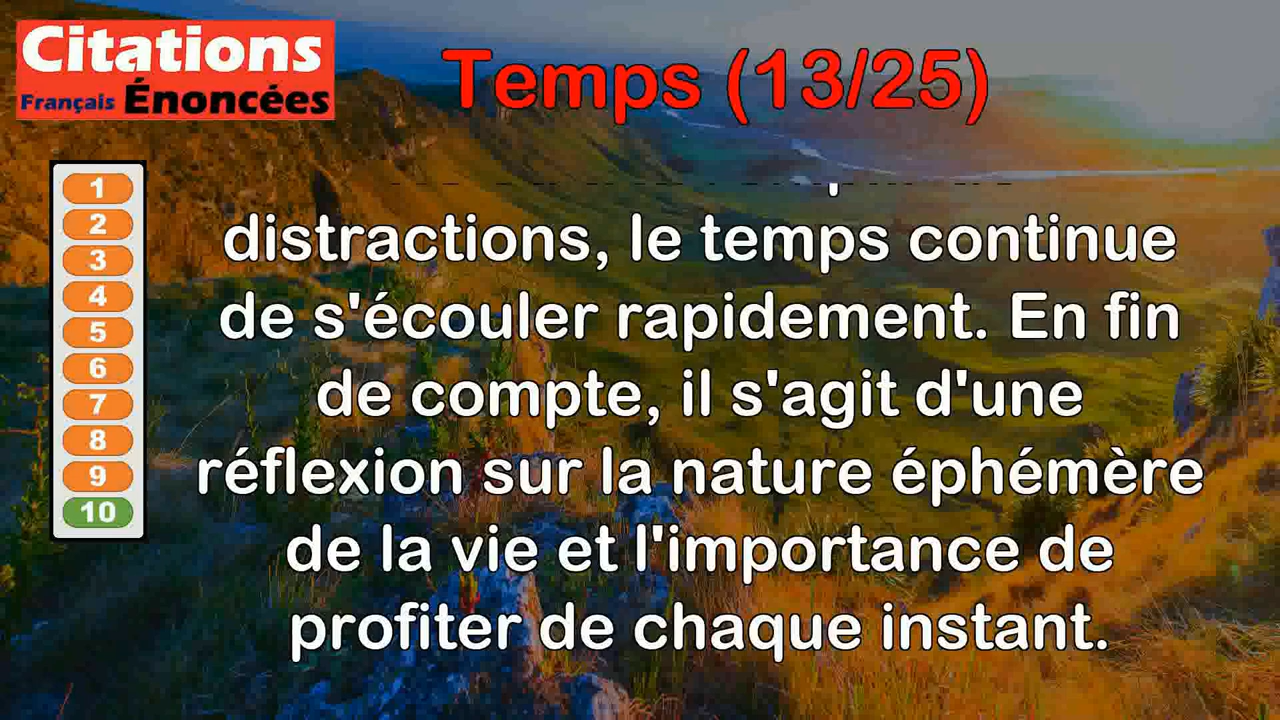 Citations
Français Énoncées
Temps (13/25)
1
2
3
4
5
6
7
8
9
10
distractions, le temps continue
de s'écouler rapidement. En fin
de compte, il s'agit d'une
réflexion sur la nature éphémère
de la vie et l'importance de
profiter de chaque instant.